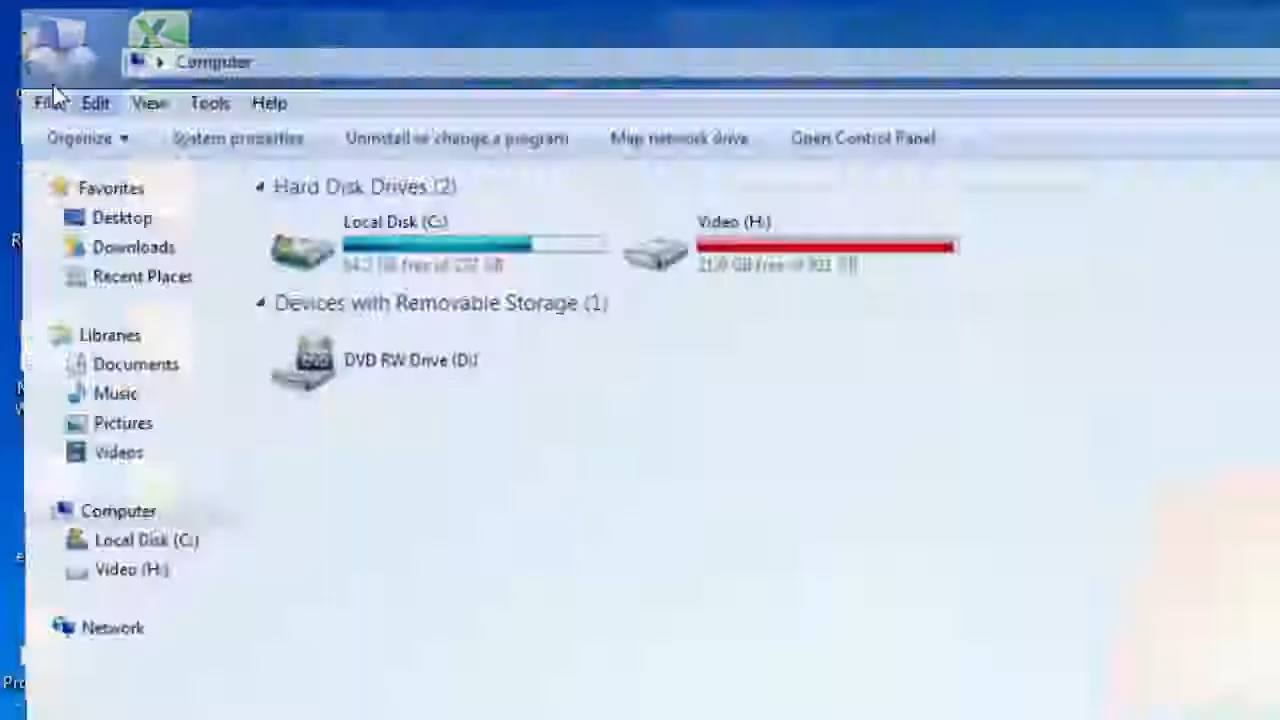 Computer
File Edit View Tools Help
Organize System properties Uninstall or change a program Map network drive Open Control Panel
Favorites
Desktop
Downloads
Recent Places
Libraries
Documents
Music
Pictures
Videos
Computer
Local Disk (C:)
Video (H:)
Network
Hard Disk Drives (2)
Local Disk (C:)
Video (H:)
Devices with Removable Storage (1)
DVD RW Drive (D:)